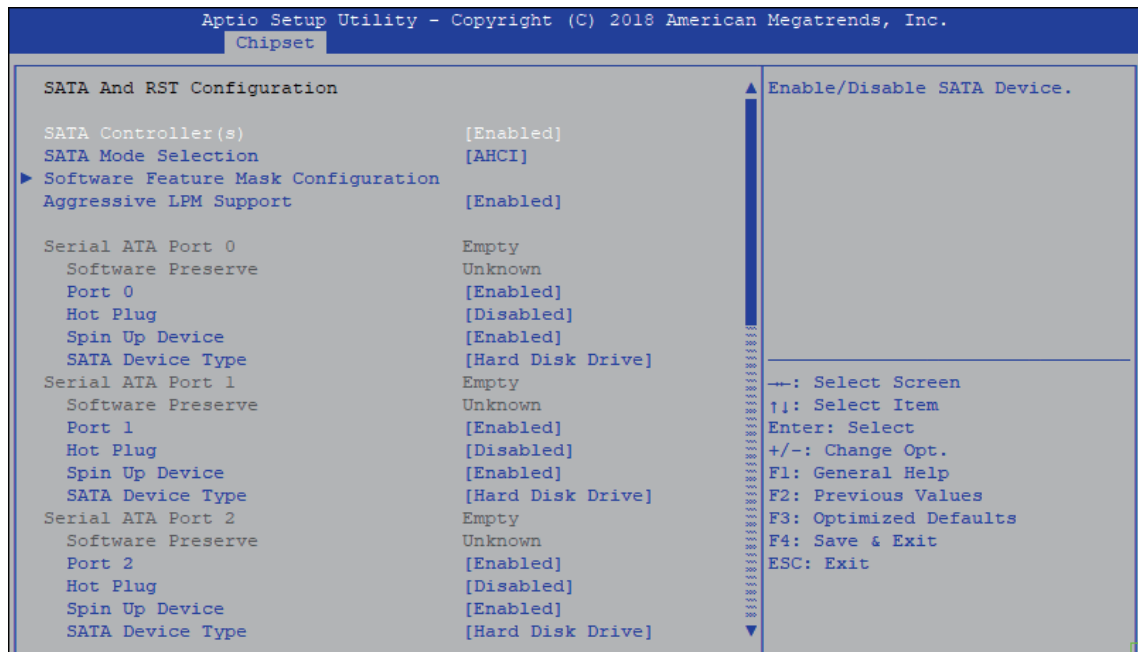 Aptio Setup Utility - Copyright (C) 2018 American Megatrends, Inc.
Chipset
SATA And RST Configuration
SATA Controller(s) [Enabled]
SATA Mode Selection [AHCI]
► Software Feature Mask Configuration
Aggressive LPM Support [Enabled]
Serial ATA Port 0 Empty
Software Preserve Unknown
Port 0 [Enabled]
Hot Plug [Disabled]
Spin Up Device [Enabled]
SATA Device Type [Hard Disk Drive]
Serial ATA Port 1 Empty
Software Preserve Unknown
Port 1 [Enabled]
Hot Plug [Disabled]
Spin Up Device [Enabled]
SATA Device Type [Hard Disk Drive]
Serial ATA Port 2 Empty
Software Preserve Unknown
Port 2 [Enabled]
Hot Plug [Disabled]
Spin Up Device [Enabled]
SATA Device Type [Hard Disk Drive]
Enable/Disable SATA Device.
→←: Select Screen
↑↓: Select Item
Enter: Select
+/-: Change Opt.
F1: General Help
F2: Previous Values
F3: Optimized Defaults
F4: Save & Exit
ESC: Exit